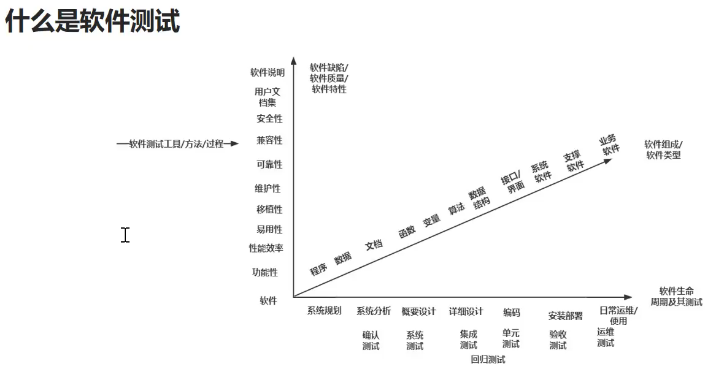 什么是软件测试
软件说明
软件缺陷/
软件质量/
软件特性
用户文
档集
安全性
软件测试工具/方法/过程
兼容性
可靠性
维护性
移植性
易用性
性能效率
功能性
软件
程序
数据
文档
函数
变量
算法
数据
结构
接口/
界面
系统
软件
支撑
软件
业务
软件
软件组成/
软件类型
软件生命
周期及其测试
系统规划
系统分析
概要设计
详细设计
编码
安装部署
日常运维/
使用
确认
测试
系统
测试
集成
测试
单元
测试
验收
测试
运维
测试
回归测试